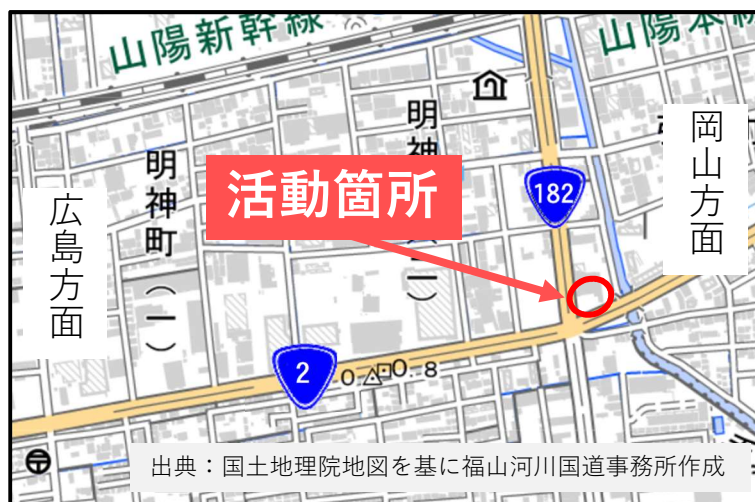 山陽新幹線
山陽本線
明神
岡山方面
182
活動箇所
広島方面
明神町(一)
二)
2
0.8
出典：国土地理院地図を基に福山河川国道事務所作成